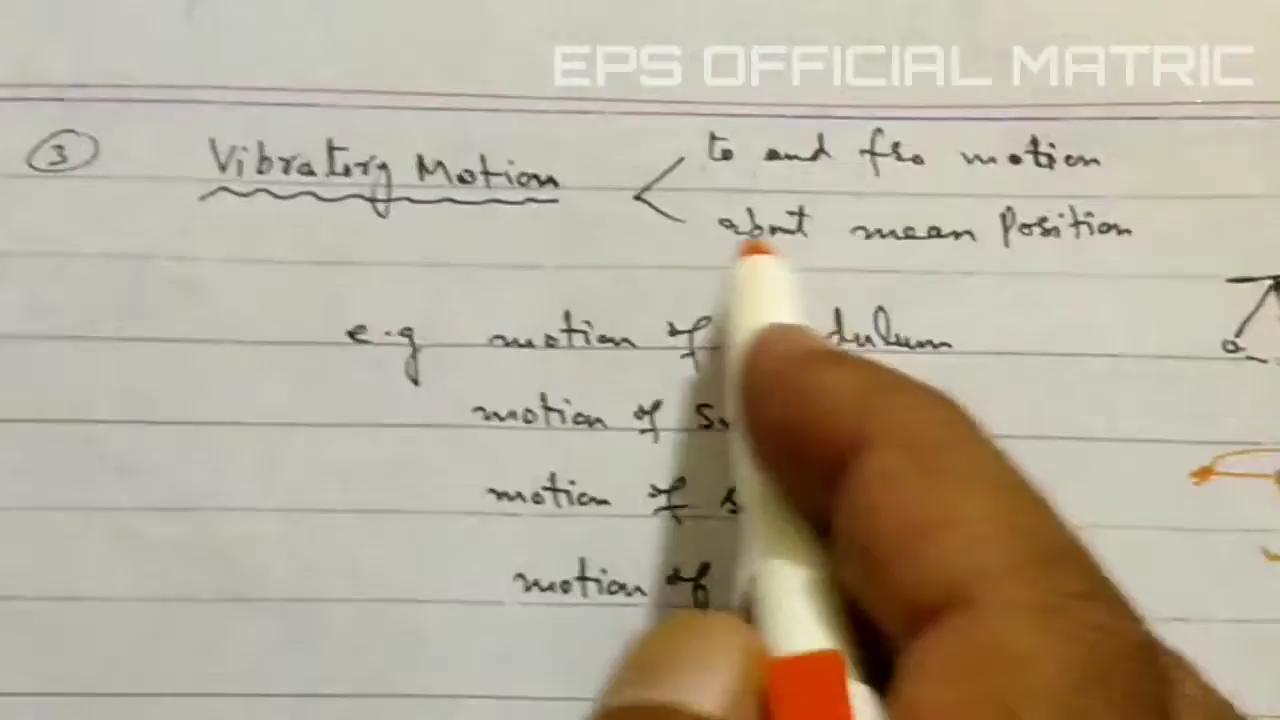 EPS OFFICIAL MATRIC
③ Vibratory Motion < to and fro motion
about mean Position
e.g motion of dulum
motion of
motion of
motion of